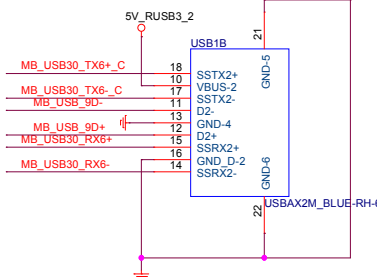 5V_RUSB3_2
USB1B
21
MB_USB30_TX6+_C 18 SSTX2+
10 VBUS-2
MB_USB30_TX6-_C 17 SSTX2-
MB_USB_9D- 11 D2-
13 GND-4
MB_USB_9D+ 12 D2+
MB_USB30_RX6+ 15 SSRX2+
16 GND_D-2
MB_USB30_RX6- 14 SSRX2-
GND-5
GND-6
22
USBAX2M_BLUE-RH-6